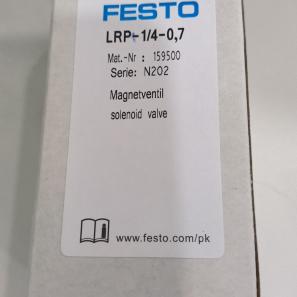 FESTO
LRP-1/4-0,7
Mat.-Nr : 159500
Serie: N202
Magnetventil
solenoid valve
www.festo.com/pk